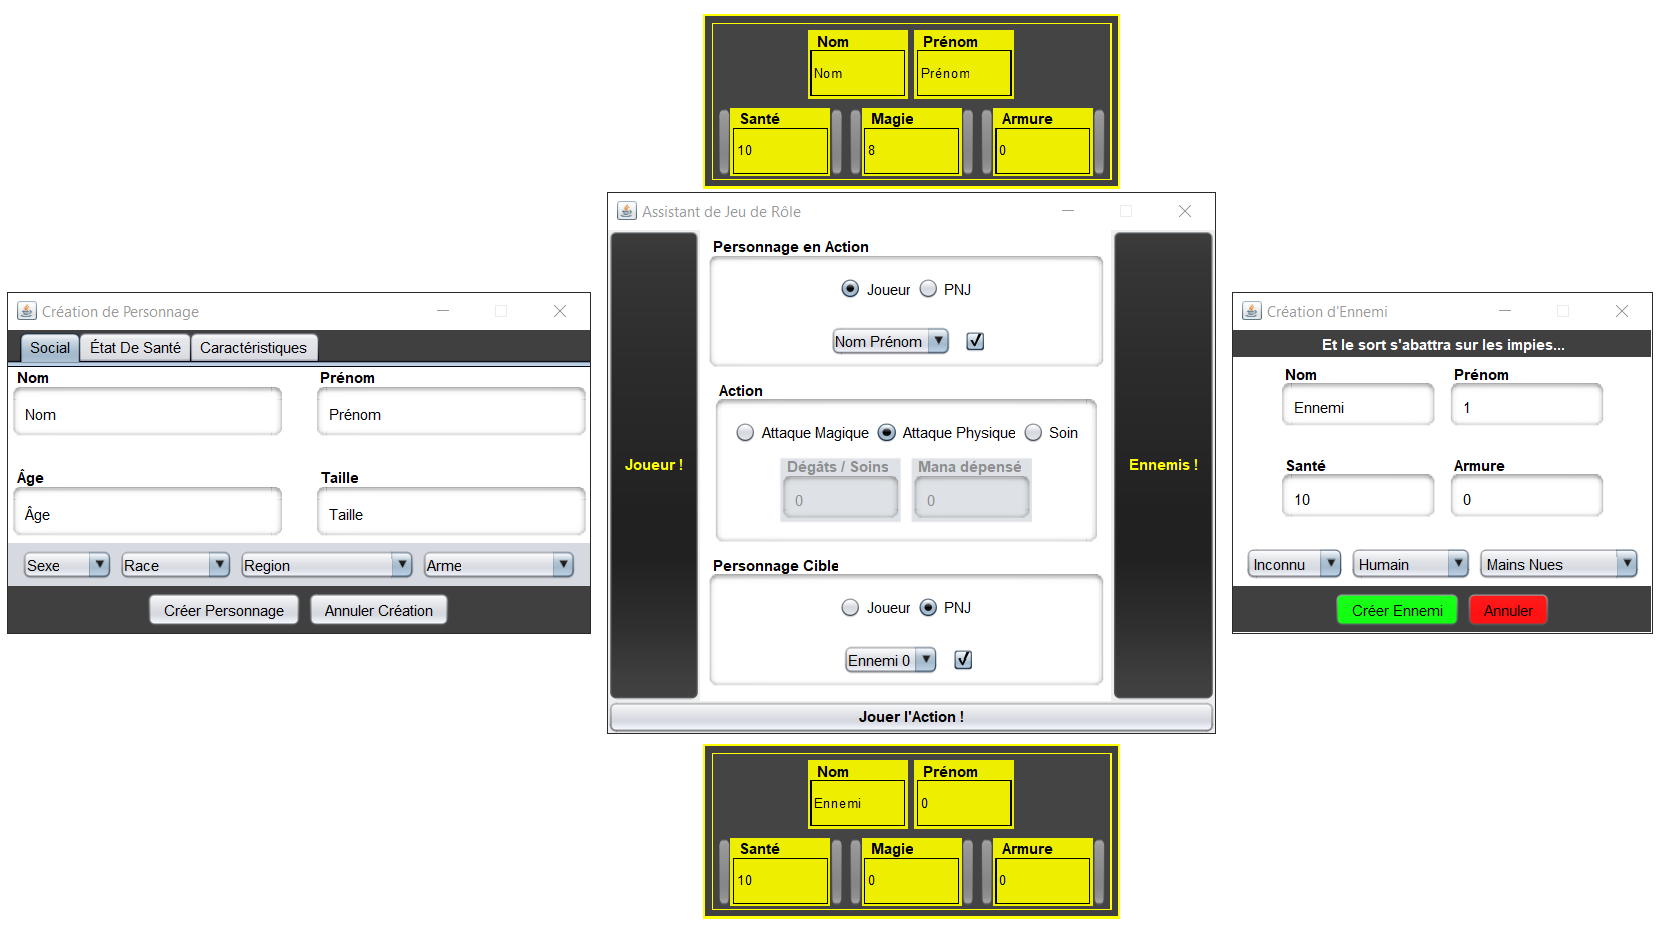 Nom Prénom
Nom Prénom
Santé Magie Armure
10 8 0
Assistant de Jeu de Rôle
Personnage en Action
Joueur PNJ
Nom Prénom
Action
Attaque Magique Attaque Physique Soin
Dégâts / Soins Mana dépensé
0 0
Personnage Cible
Joueur PNJ
Ennemi 0
Joueur !
Ennemis !
Jouer l'Action !
Création de Personnage
Social État De Santé Caractéristiques
Nom Prénom
Nom Prénom
Âge Taille
Âge Taille
Sexe Race Region Arme
Créer Personnage Annuler Création
Création d'Ennemi
Et le sort s'abattra sur les impies...
Nom Prénom
Ennemi 1
Santé Armure
10 0
Inconnu Humain Mains Nues
Créer Ennemi Annuler
Nom Prénom
Ennemi 0
Santé Magie Armure
10 0 0